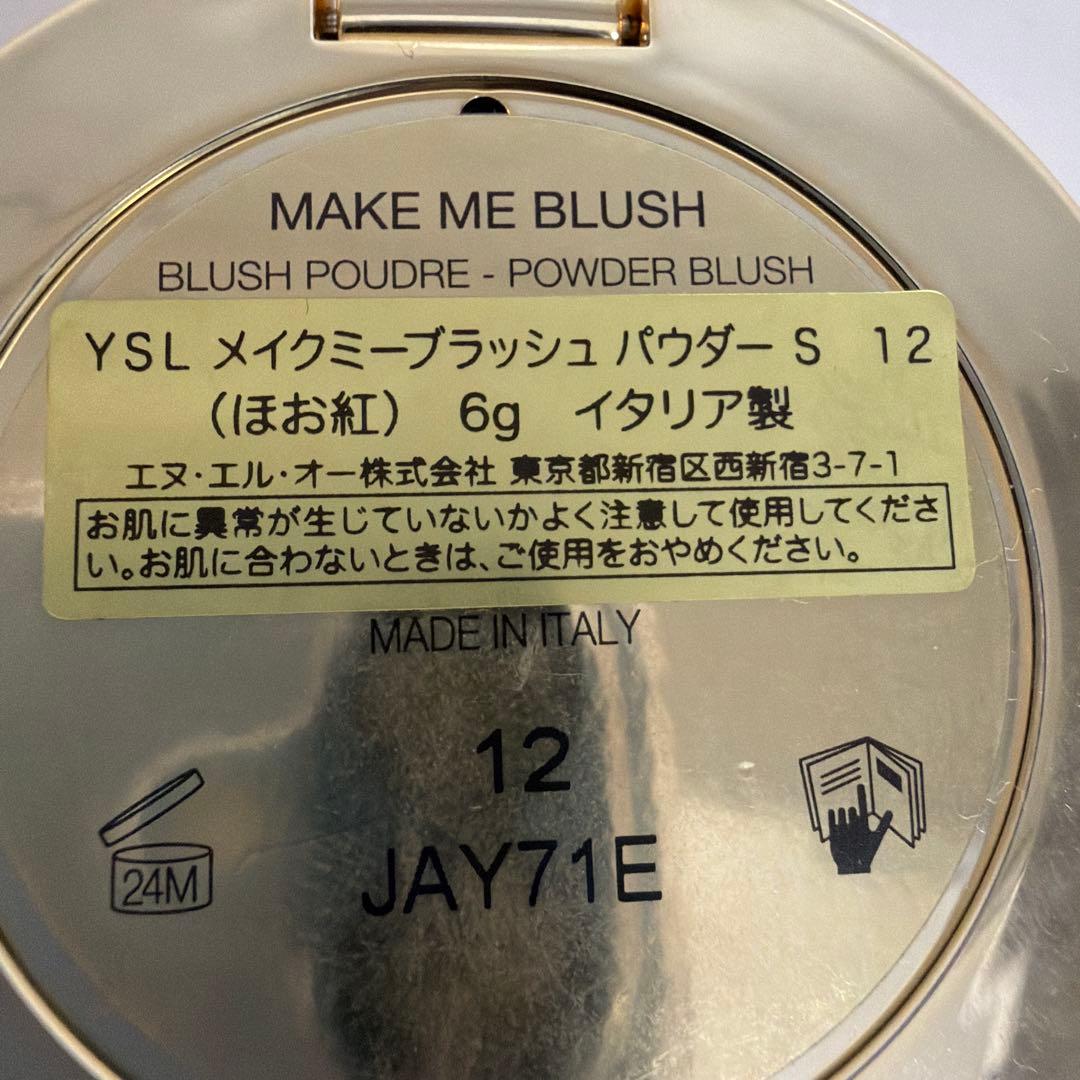 MAKE ME BLUSH
BLUSH POUDRE - POWDER BLUSH
YSL メイクミーブラッシュ パウダー S 12
(ほお紅) 6g イタリア製
エヌ・エル・オー株式会社 東京都新宿区西新宿3-7-1
お肌に異常が生じていないかよく注意して使用してくださ
い。お肌に合わないときは、ご使用をおやめください。
MADE IN ITALY
12
24M
JAY71E